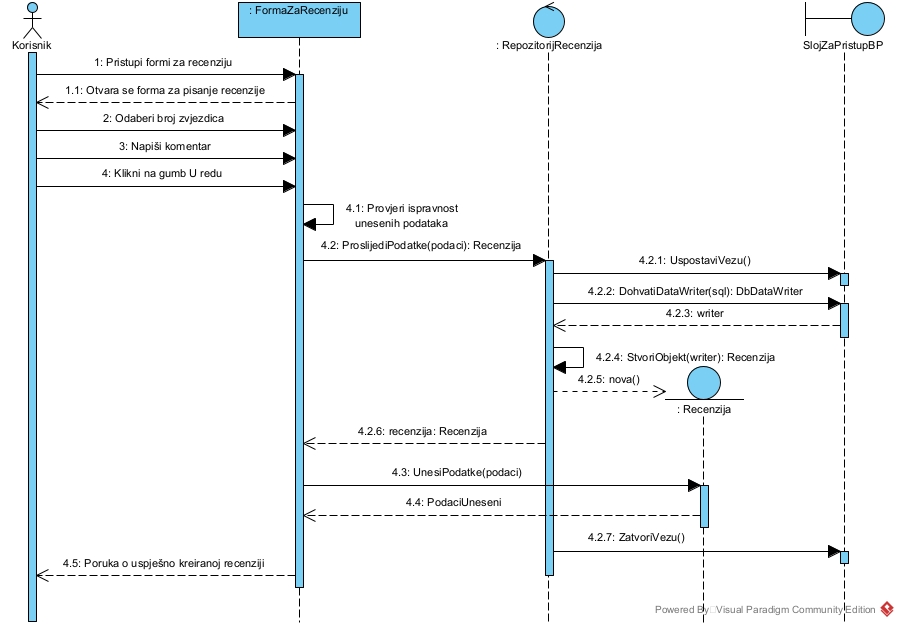 : FormaZaRecenziju
Korisnik
: RepozitorijRecenzija
SlojZaPristupBP
1: Pristupi formi za recenziju
1.1: Otvara se forma za pisanje recenzije
2: Odaberi broj zvjezdica
3: Napiši komentar
4: Klikni na gumb U redu
4.1: Provjeri ispravnost
unesenih podataka
4.2: ProslijediPodatke(podaci): Recenzija
4.2.1: UspostaviVezu()
4.2.2: DohvatiDataWriter(sql): DbDataWriter
4.2.3: writer
4.2.4: StvoriObjekt(writer): Recenzija
4.2.5: nova()
: Recenzija
4.2.6: recenzija: Recenzija
4.3: UnesiPodatke(podaci)
4.4: PodaciUneseni
4.2.7: ZatvoriVezu()
4.5: Poruka o uspješno kreiranoj recenziji
Powered By Visual Paradigm Community Edition